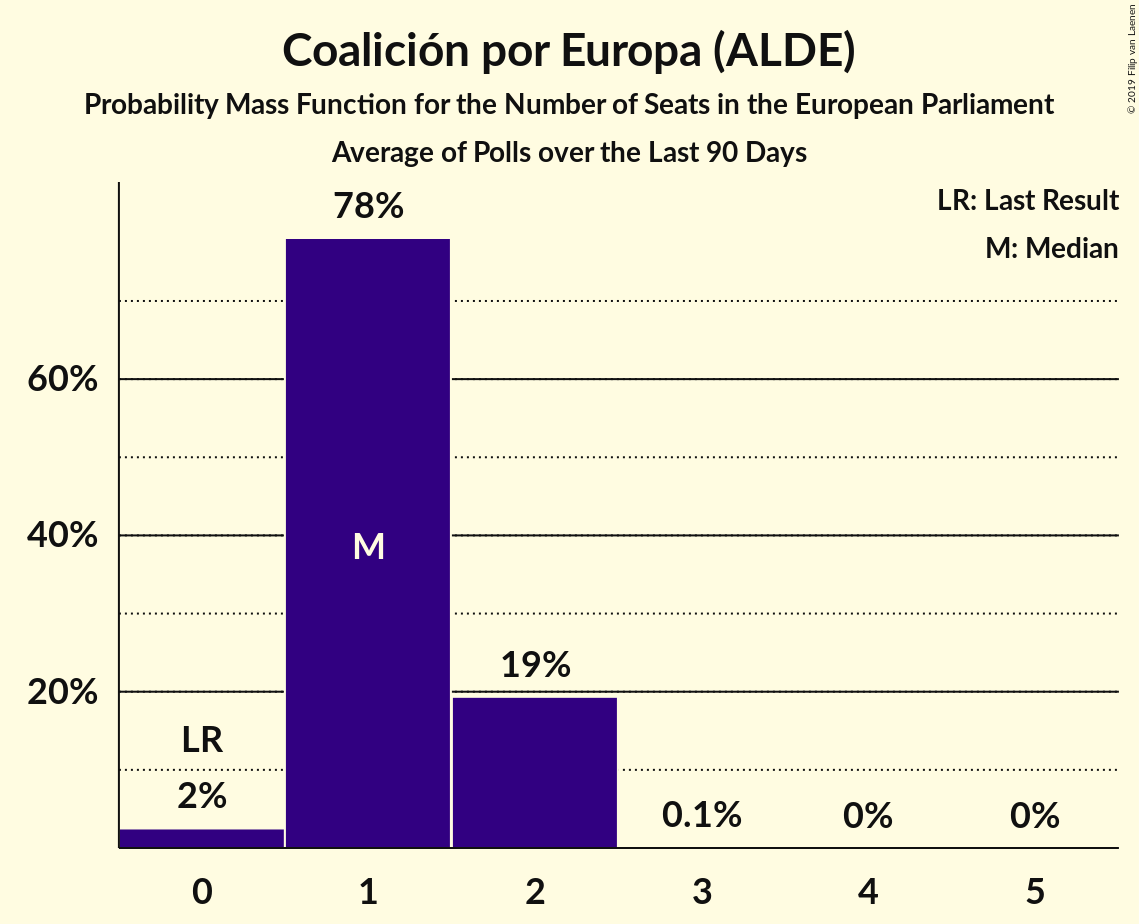 Coalición por Europa (ALDE)
Probability Mass Function for the Number of Seats in the European Parliament
Average of Polls over the Last 90 Days
© 2019 Filip van Laenen
LR: Last Result
M: Median
78%
60%
40%
M
19%
20%
LR
2%
0.1%
0%
0%
0 1 2 3 4 5